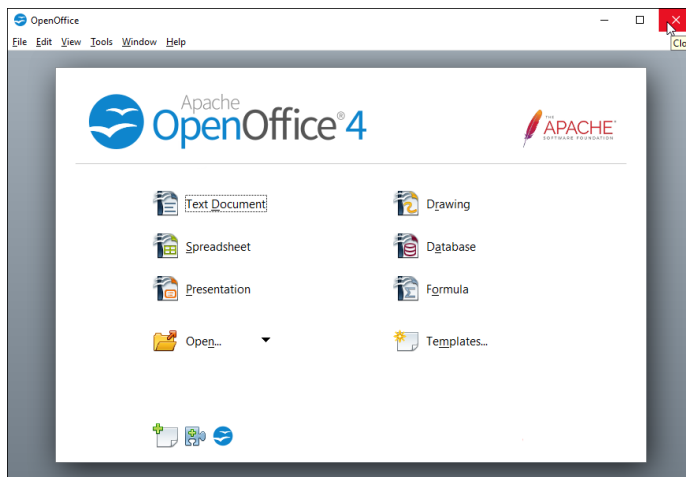 OpenOffice
File Edit View Tools Window Help
Clo
Apache
OpenOffice® 4
THE
APACHE®
SOFTWARE FOUNDATION
Text Document
Drawing
Spreadsheet
Database
Presentation
Formula
Open...
Templates...